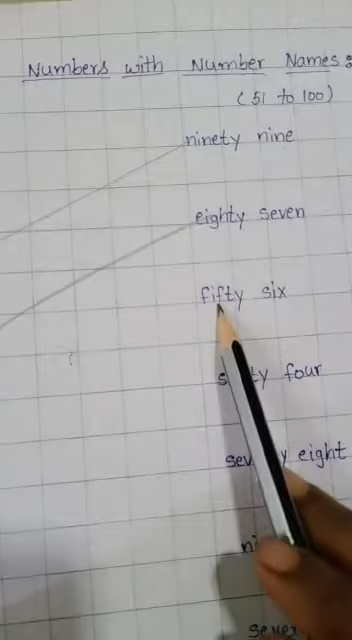 Numbers with Number Names:
(51 to 100)
ninety nine
eighty seven
fifty six
four
eight